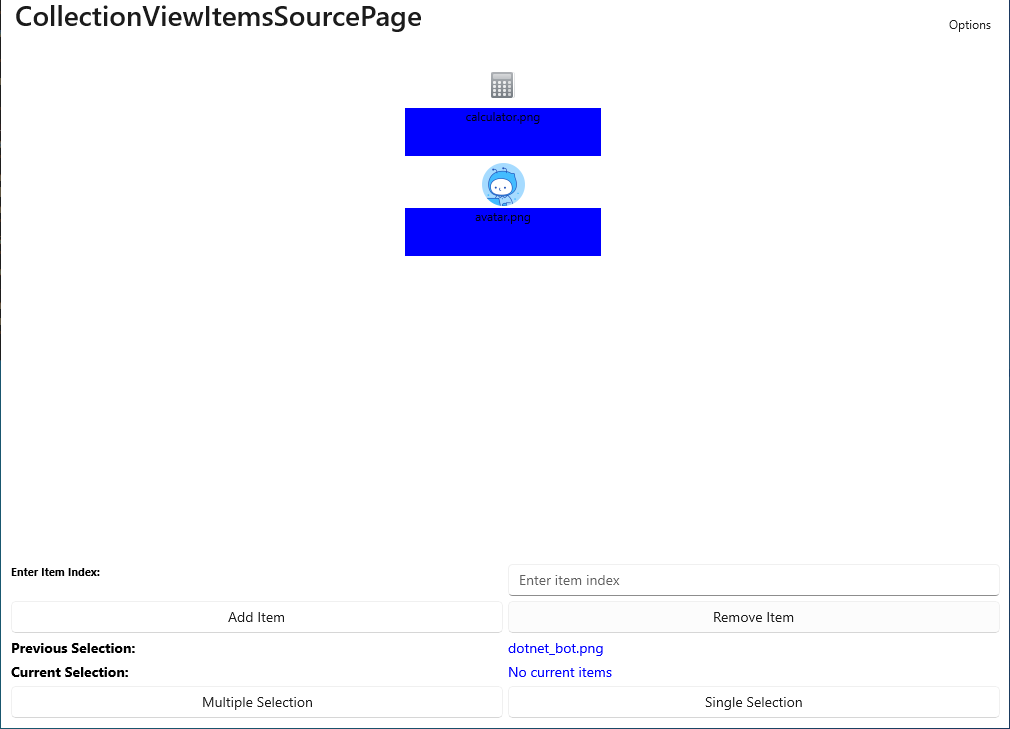 CollectionViewItemsSourcePage
Options
calculator.png
avatar.png
Enter Item Index:
Enter item index
Add Item
Remove Item
Previous Selection:
dotnet_bot.png
Current Selection:
No current items
Multiple Selection
Single Selection